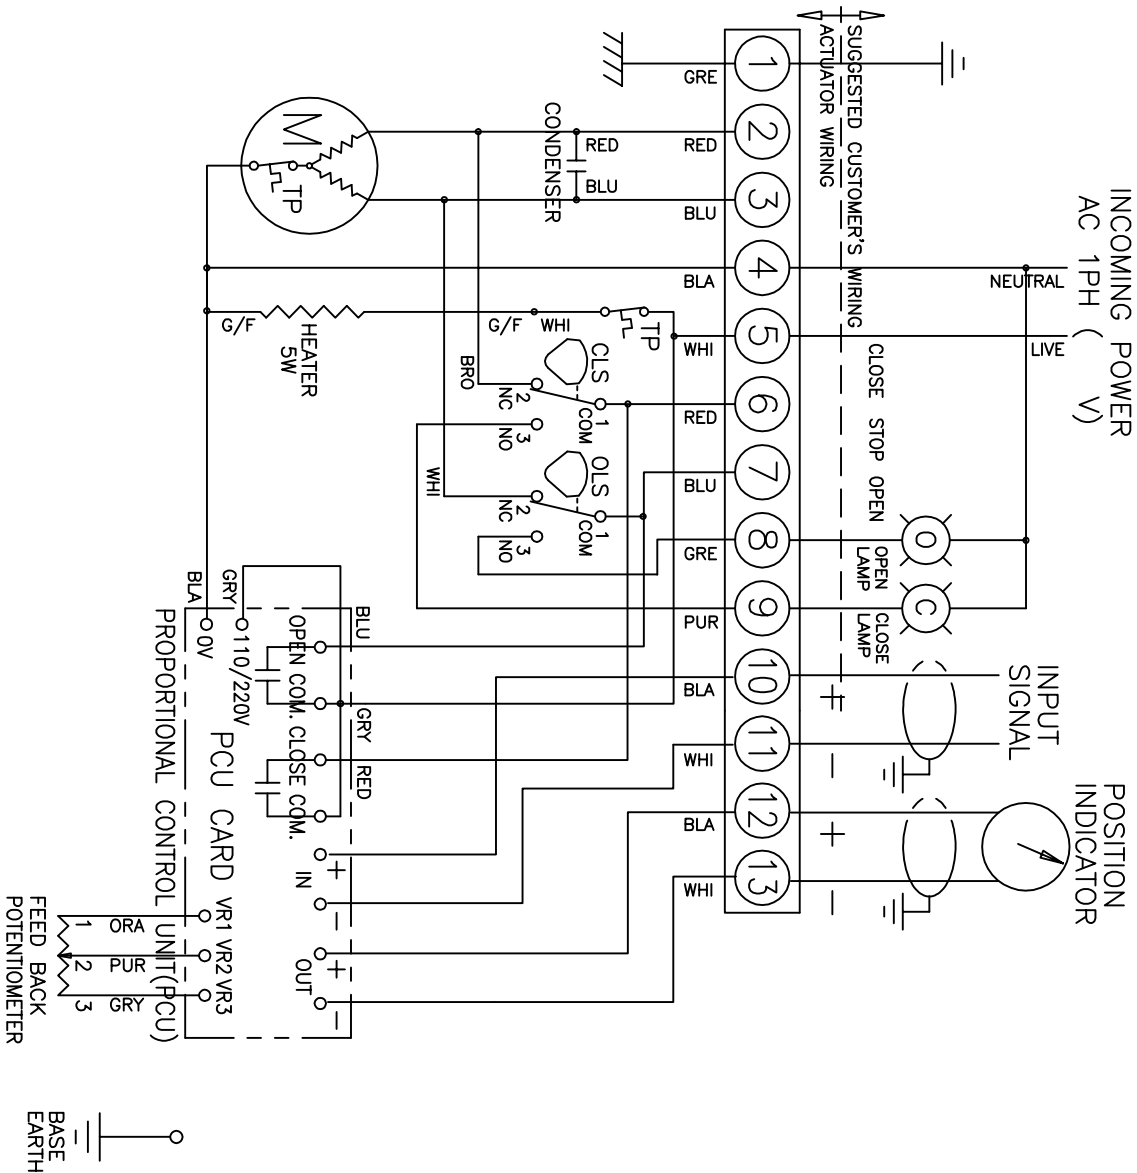 INCOMING POWER
AC 1PH ( V)
NEUTRAL
LIVE
SUGGESTED CUSTOMER'S WIRING
ACTUATOR WIRING
CLOSE STOP OPEN
O
OPEN
LAMP
C
CLOSE
LAMP
INPUT
SIGNAL
+
-
POSITION
INDICATOR
+
-
1
2
3
4
5
6
7
8
9
10
11
12
13
GRE
RED
BLU
BLA
WHI
RED
BLU
GRE
PUR
BLA
WHI
BLA
WHI
CONDENSER
RED
BLU
M
TP
G/F
HEATER
5W
G/F
WHI
TP
BRO
CLS
1
COM
2
NC
3
NO
WHI
OLS
1
COM
2
NC
3
NO
BLA
GRY
BLU
GRY
RED
0V
110/220V
OPEN COM. CLOSE COM.
PCU CARD
+
IN
-
+
OUT
-
VR1 VR2 VR3
PROPORTIONAL CONTROL UNIT(PCU)
1
ORA
2
PUR
3
GRY
FEED BACK
POTENTIOMETER
BASE
EARTH